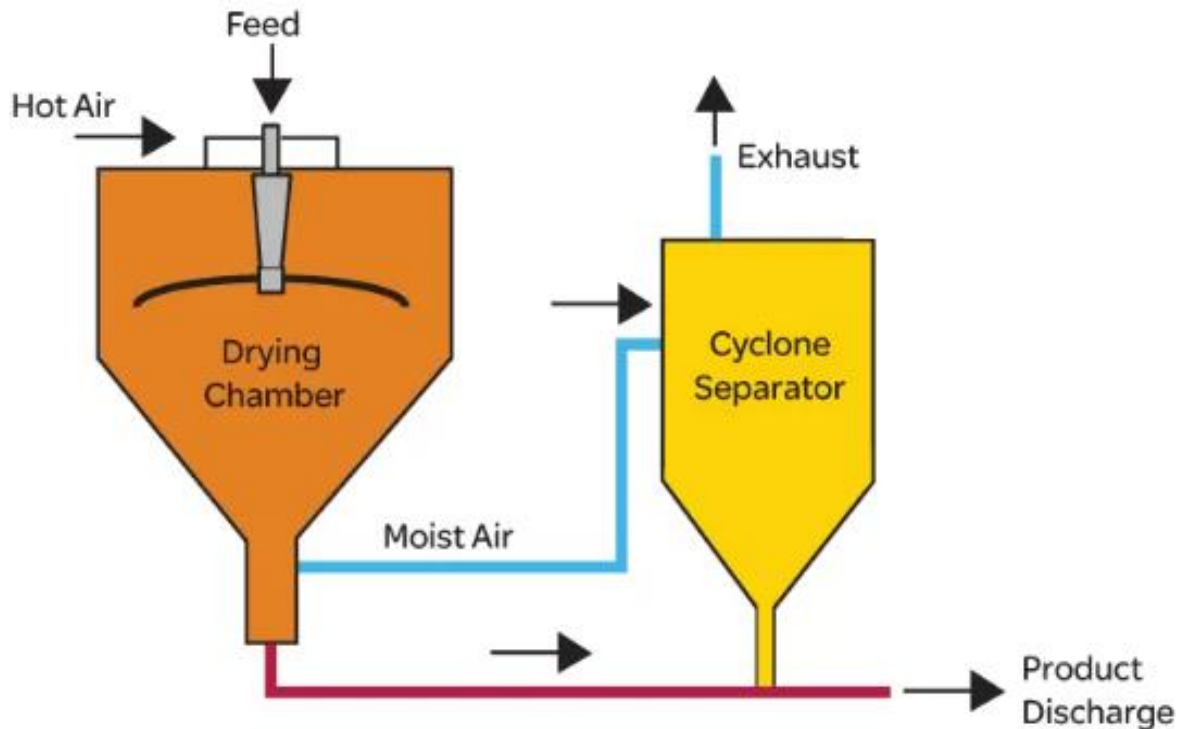 Feed
Hot Air
Exhaust
Drying
Chamber
Cyclone
Separator
Moist Air
Product
Discharge